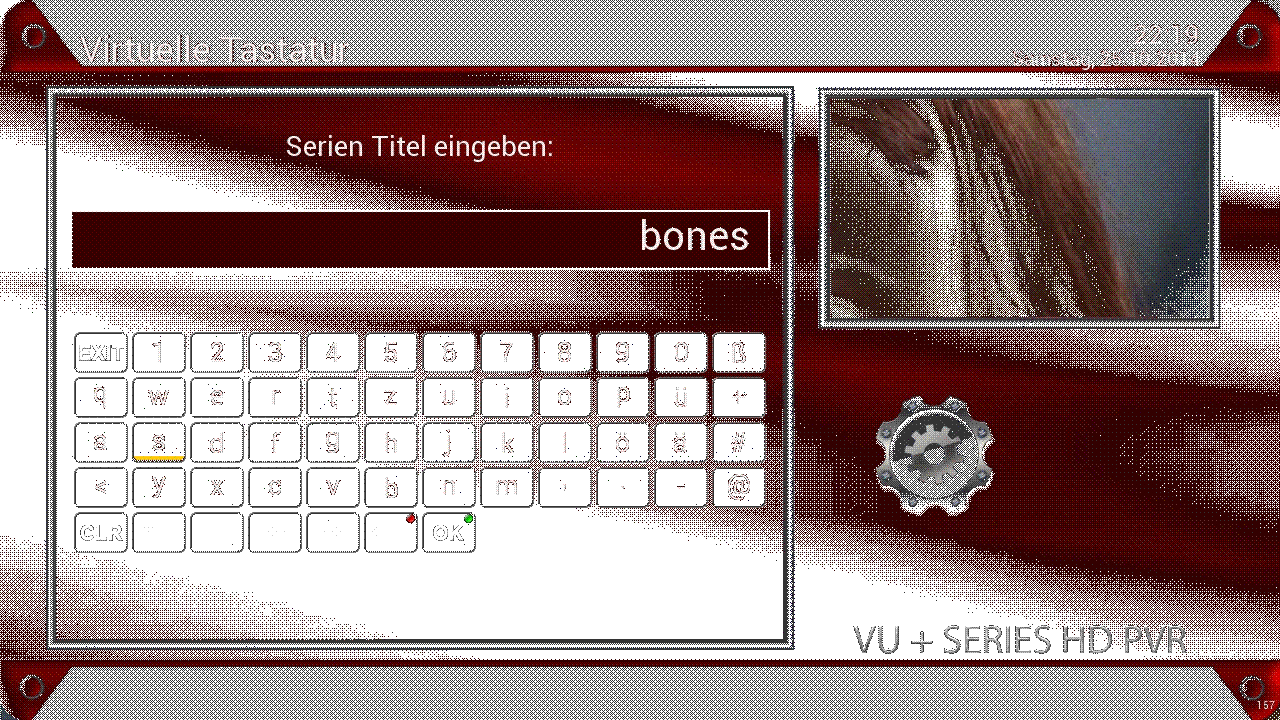 Virtuelle Tastatur
22:19
Serien Titel eingeben:
bones
EXIT 1 2 3 4 5 6 7 8 9 0 ß
q w e r t z u i o p ü +
a s d f g h j k l ö ä #
< y x c v b n m , . - @
CLR OK
VU + SERIES HD PVR
157